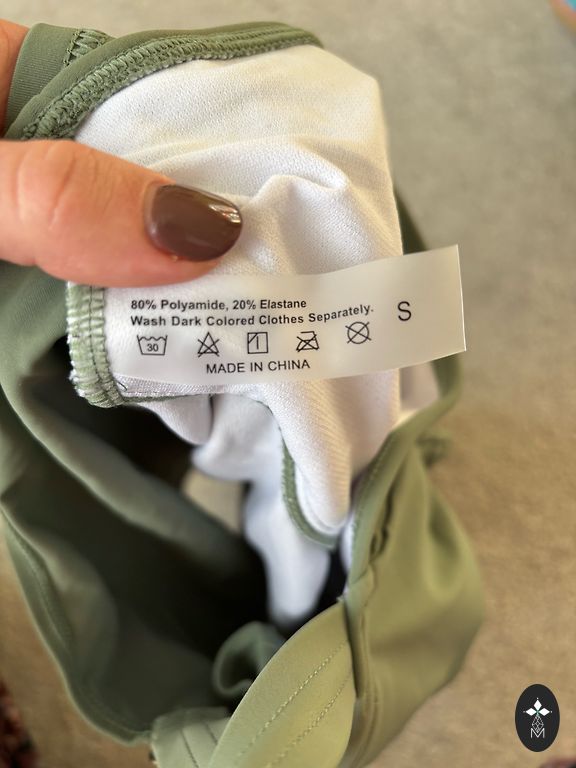 80% Polyamide, 20% Elastane
Wash Dark Colored Clothes Separately.
S
30
MADE IN CHINA
M